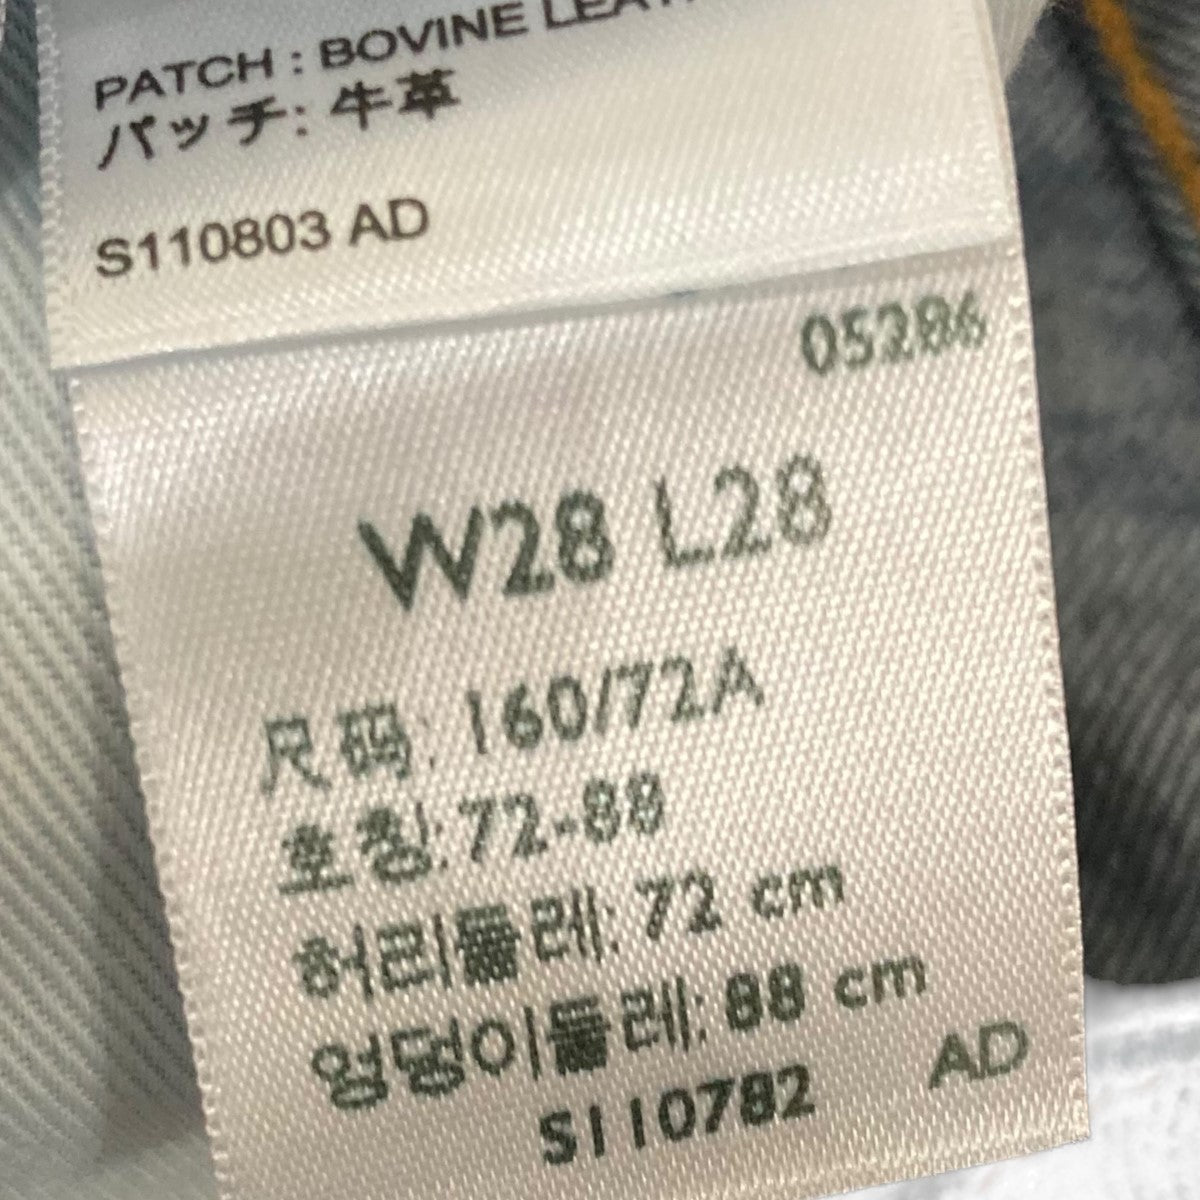 PATCH : BOVINE
パッチ: 牛革
S110803 AD
05286
W28 L28
尺码: 160/72A
호칭: 72-88
허리둘레: 72 cm
엉덩이둘레: 88 cm
AD
S110782